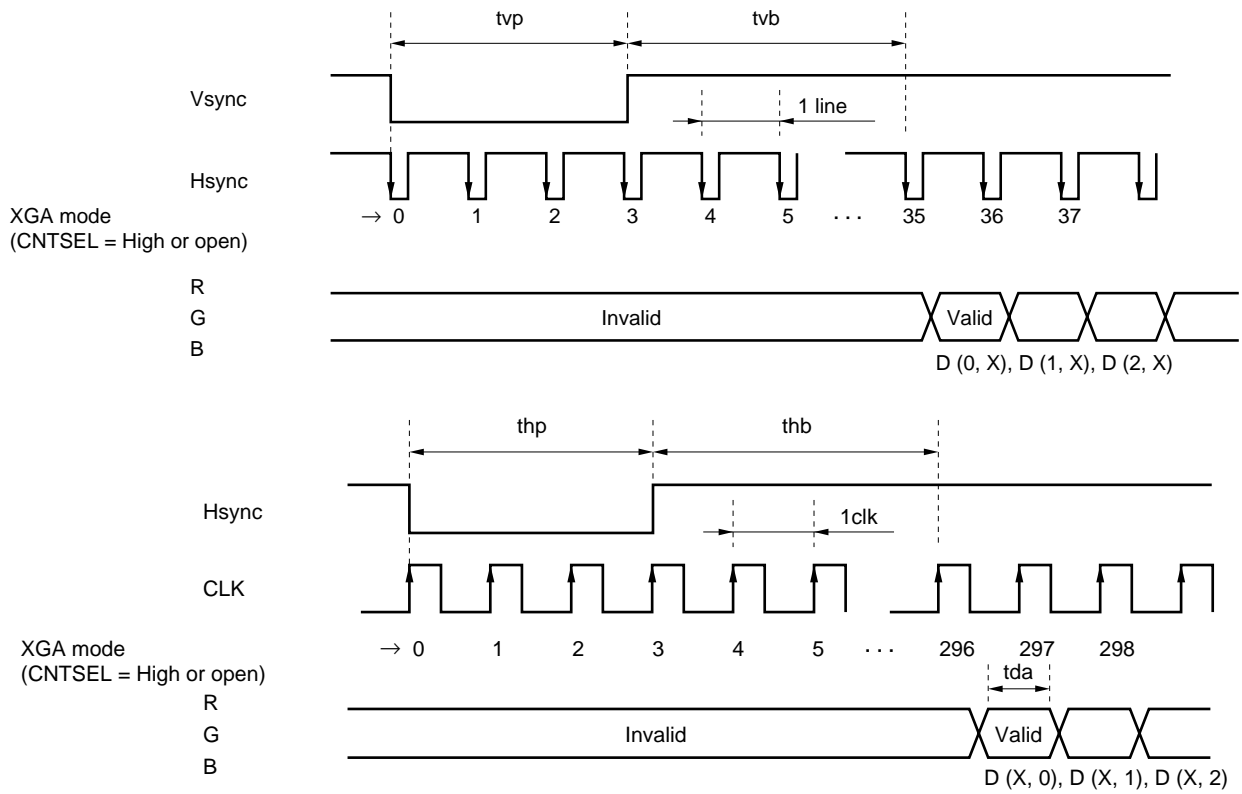 tvp tvb
Vsync
1 line
Hsync
XGA mode → 0 1 2 3 4 5 ... 35 36 37
(CNTSEL = High or open)
R
G Invalid Valid
B
D (0, X), D (1, X), D (2, X)
thp thb
Hsync
1clk
CLK
XGA mode → 0 1 2 3 4 5 ... 296 297 298
(CNTSEL = High or open)
tda
R
G Invalid Valid
B
D (X, 0), D (X, 1), D (X, 2)